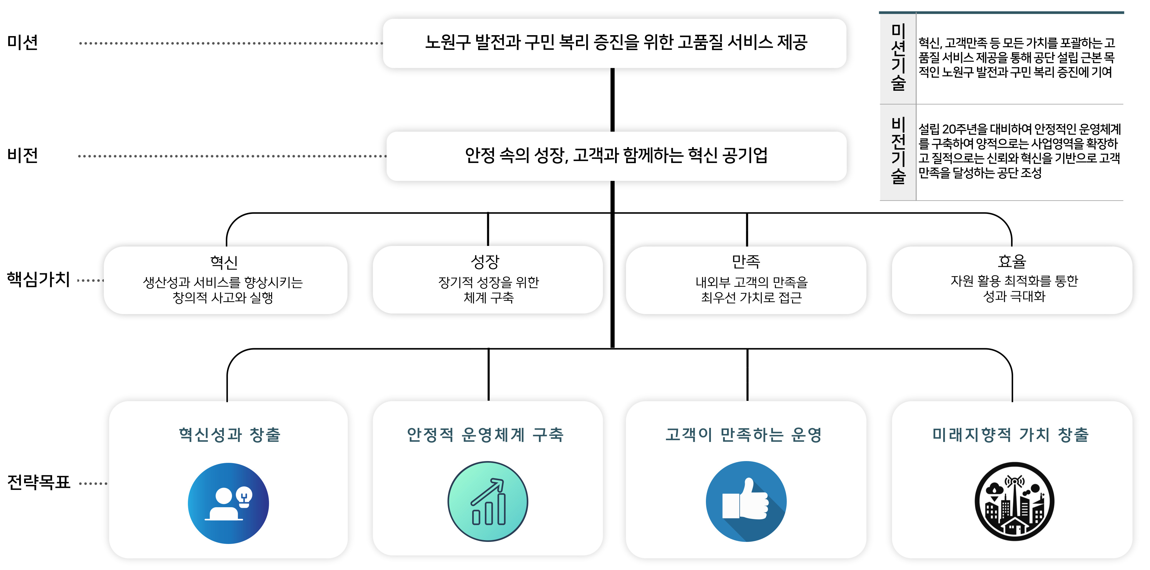 미션
노원구 발전과 구민 복리 증진을 위한 고품질 서비스 제공
미션기술
혁신, 고객만족 등 모든 가치를 포괄하는 고
품질 서비스 제공을 통해 공단 설립 근본 목
적인 노원구 발전과 구민 복리 증진에 기여
비전
안정 속의 성장, 고객과 함께하는 혁신 공기업
비전기술
설립 20주년을 대비하여 안정적인 운영체계
를 구축하여 양적으로는 사업영역을 확장하
고 질적으로는 신뢰와 혁신을 기반으로 고객
만족을 달성하는 공단 조성
핵심가치
혁신
생산성과 서비스를 향상시키는
창의적 사고와 실행
성장
장기적 성장을 위한
체계 구축
만족
내외부 고객의 만족을
최우선 가치로 접근
효율
자원 활용 최적화를 통한
성과 극대화
전략목표
혁신성과 창출
안정적 운영체계 구축
고객이 만족하는 운영
미래지향적 가치 창출